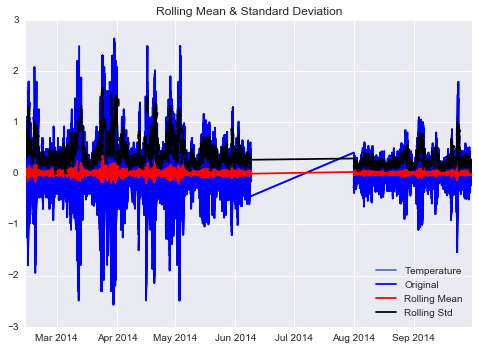 Rolling Mean & Standard Deviation
3
2
1
0
−1
−2
−3
Mar 2014 Apr 2014 May 2014 Jun 2014 Jul 2014 Aug 2014 Sep 2014
Temperature
Original
Rolling Mean
Rolling Std